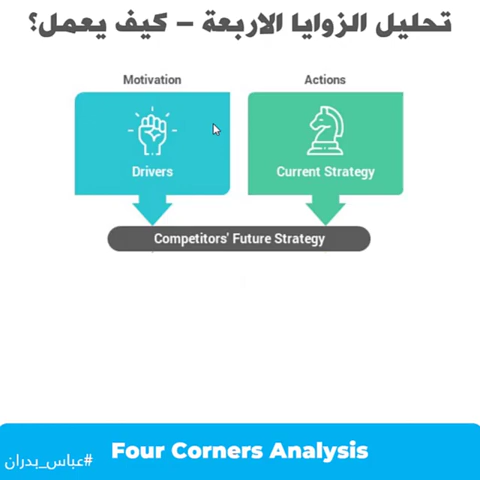 تحليل الزوايا الاربعة – كيف يعمل؟
Motivation
Actions
Drivers
Current Strategy
Competitors' Future Strategy
Four Corners Analysis
#عباس_بدران